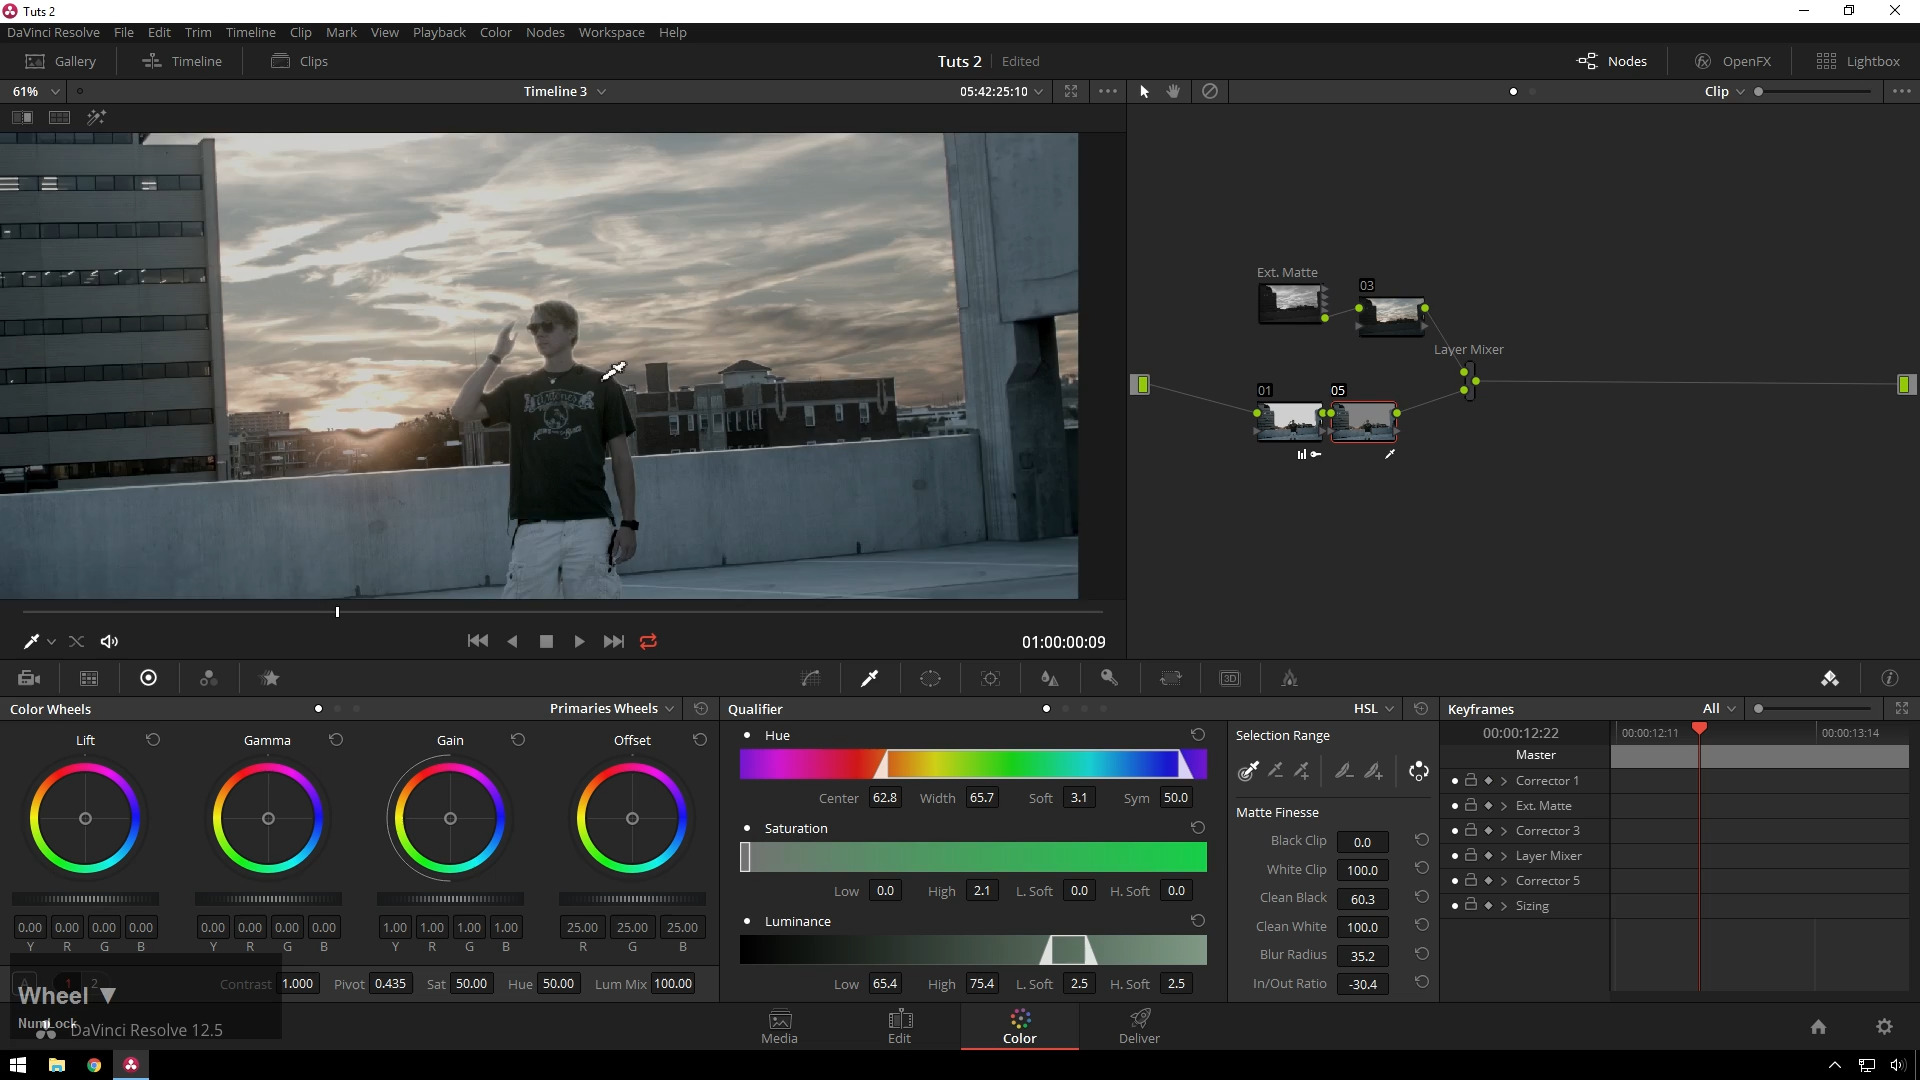 Tuts 2
DaVinci Resolve File Edit Trim Timeline Clip Mark View Playback Color Nodes Workspace Help
Gallery Timeline Clips Tuts 2 Edited Nodes OpenFX Lightbox
61% Timeline 3 05:42:25:10 Clip
Ext. Matte
03
Layer Mixer
01 05
01:00:00:09
3D
Color Wheels Primaries Wheels Qualifier HSL Keyframes All
Lift Gamma Gain Offset
Hue
Center 62.8 Width 65.7 Soft 3.1 Sym 50.0
Saturation
Low 0.0 High 2.1 L. Soft 0.0 H. Soft 0.0
Luminance
Low 65.4 High 75.4 L. Soft 2.5 H. Soft 2.5
0.00 0.00 0.00 0.00 0.00 0.00 0.00 0.00 1.00 1.00 1.00 1.00 25.00 25.00 25.00
Y R G B Y R G B Y R G B R G B
A 1 2 Contrast 1.000 Pivot 0.435 Sat 50.00 Hue 50.00 Lum Mix 100.00
Selection Range
Matte Finesse
Black Clip 0.0
White Clip 100.0
Clean Black 60.3
Clean White 100.0
Blur Radius 35.2
In/Out Ratio -30.4
00:00:12:22 00:00:12:11 00:00:13:14
Master
Corrector 1
Ext. Matte
Corrector 3
Layer Mixer
Corrector 5
Sizing
Wheel ▼
NumLock
DaVinci Resolve 12.5
Media Edit Color Deliver